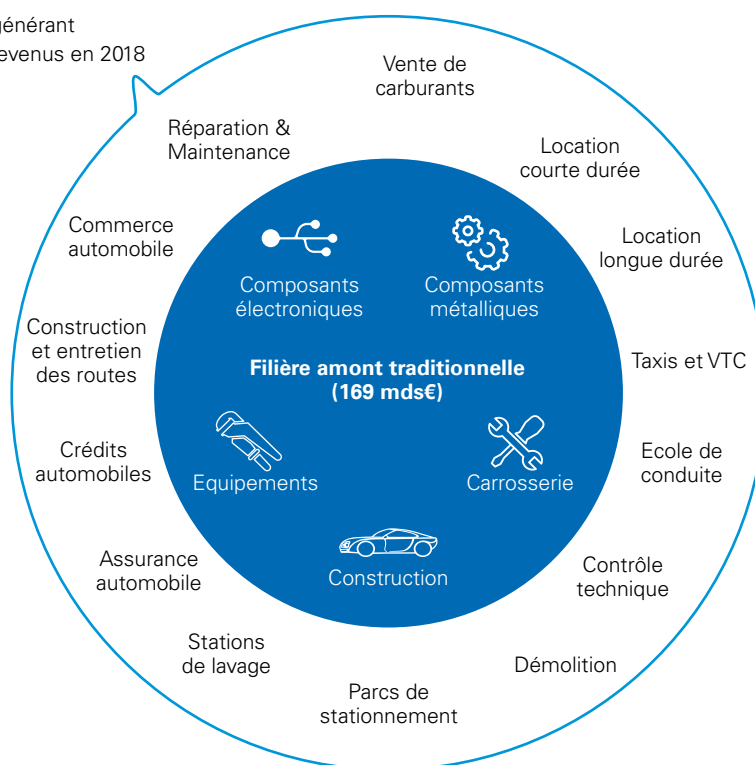 générant
evenus en 2018
Vente de
carburants
Réparation &
Maintenance
Location
courte durée
Commerce
automobile
Location
longue durée
Composants
électroniques
Composants
métalliques
Construction
et entretien
des routes
Filière amont traditionnelle
(169 mds€)
Taxis et VTC
Crédits
automobiles
Equipements
Carrosserie
Ecole de
conduite
Assurance
automobile
Construction
Contrôle
technique
Stations
de lavage
Démolition
Parcs de
stationnement